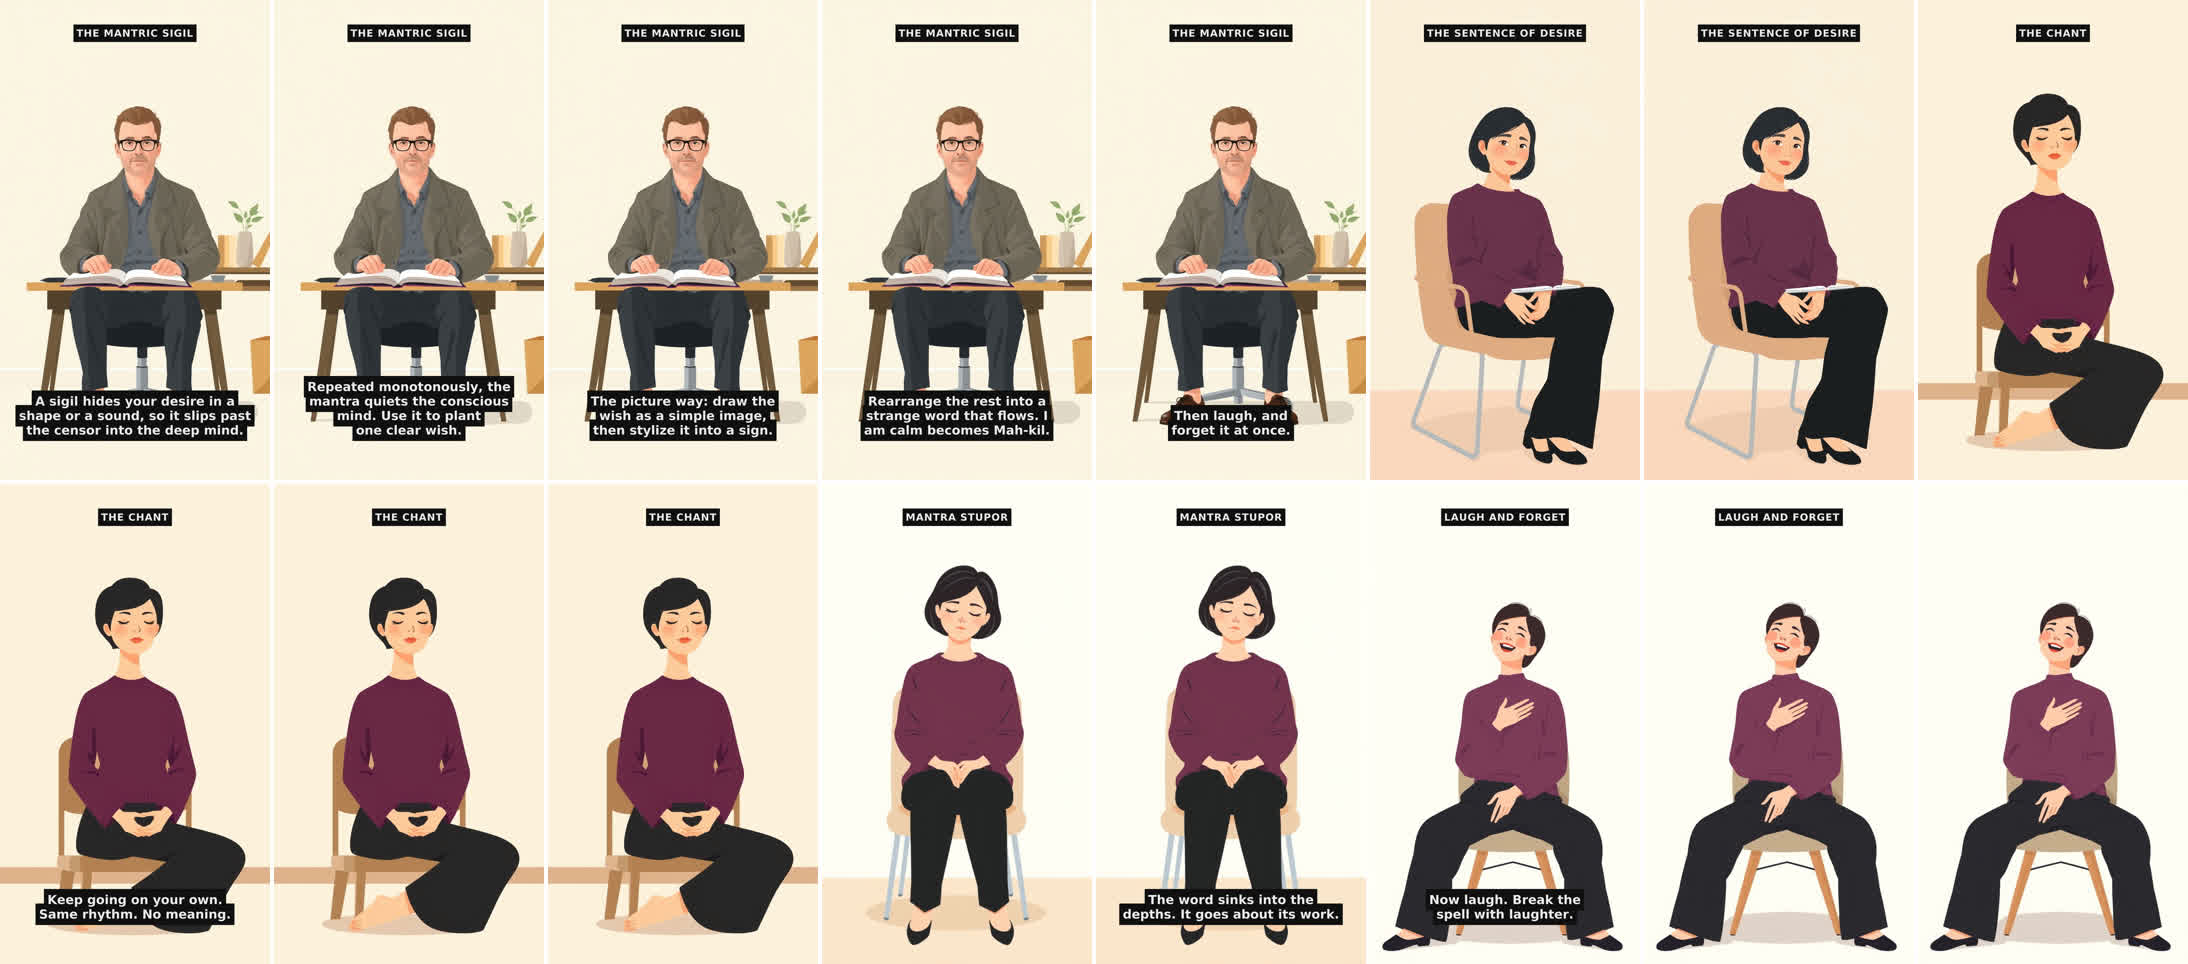 THE MANTRIC SIGIL
A sigil hides your desire in a
shape or a sound, so it slips past
the censor into the deep mind.
THE MANTRIC SIGIL
Repeated monotonously, the
mantra quiets the conscious
mind. Use it to plant
one clear wish.
THE MANTRIC SIGIL
The picture way: draw the
wish as a simple image,
then stylize it into a sign.
THE MANTRIC SIGIL
Rearrange the rest into a
strange word that flows. I
am calm becomes Mah-kil.
THE MANTRIC SIGIL
Then laugh, and
forget it at once.
THE SENTENCE OF DESIRE
THE SENTENCE OF DESIRE
THE CHANT
THE CHANT
Keep going on your own.
Same rhythm. No meaning.
THE CHANT
THE CHANT
MANTRA STUPOR
MANTRA STUPOR
The word sinks into the
depths. It goes about its work.
LAUGH AND FORGET
Now laugh. Break the
spell with laughter.
LAUGH AND FORGET